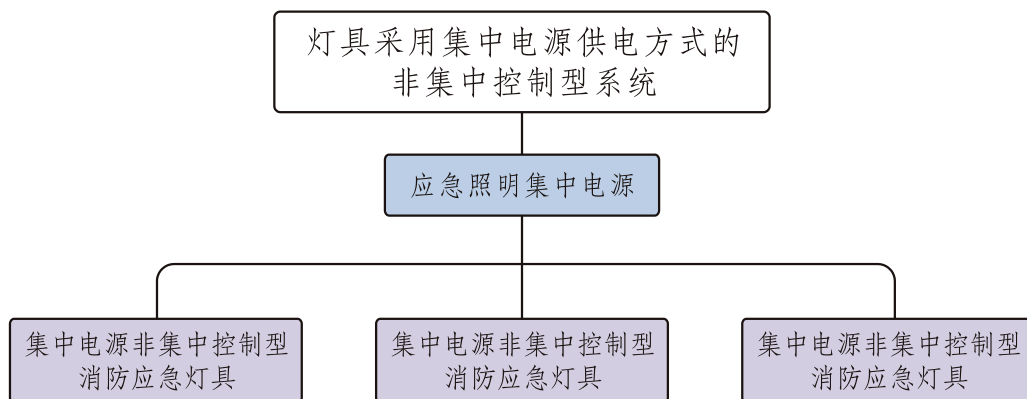 灯具采用集中电源供电方式的
非集中控制型系统
应急照明集中电源
集中电源非集中控制型
消防应急灯具
集中电源非集中控制型
消防应急灯具
集中电源非集中控制型
消防应急灯具